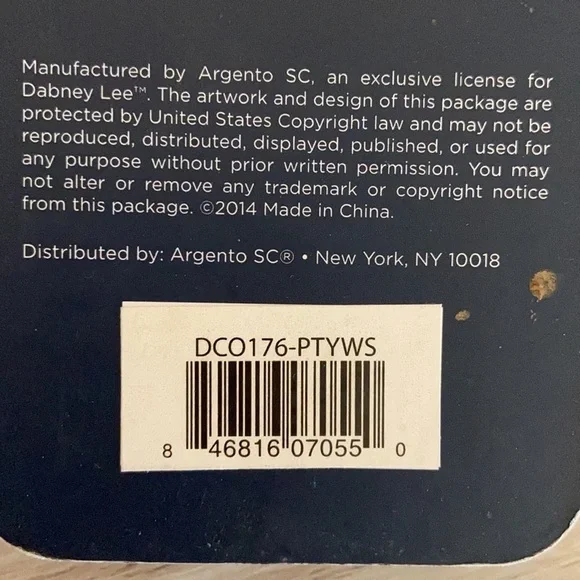 Manufactured by Argento SC, an exclusive license for
Dabney Lee™. The artwork and design of this package are
protected by United States Copyright law and may not be
reproduced, distributed, displayed, published, or used for
any purpose without prior written permission. You may
not alter or remove any trademark or copyright notice
from this package. ©2014 Made in China.
Distributed by: Argento SC® • New York, NY 10018
DCO176-PTYWS
8 46816 07055 0